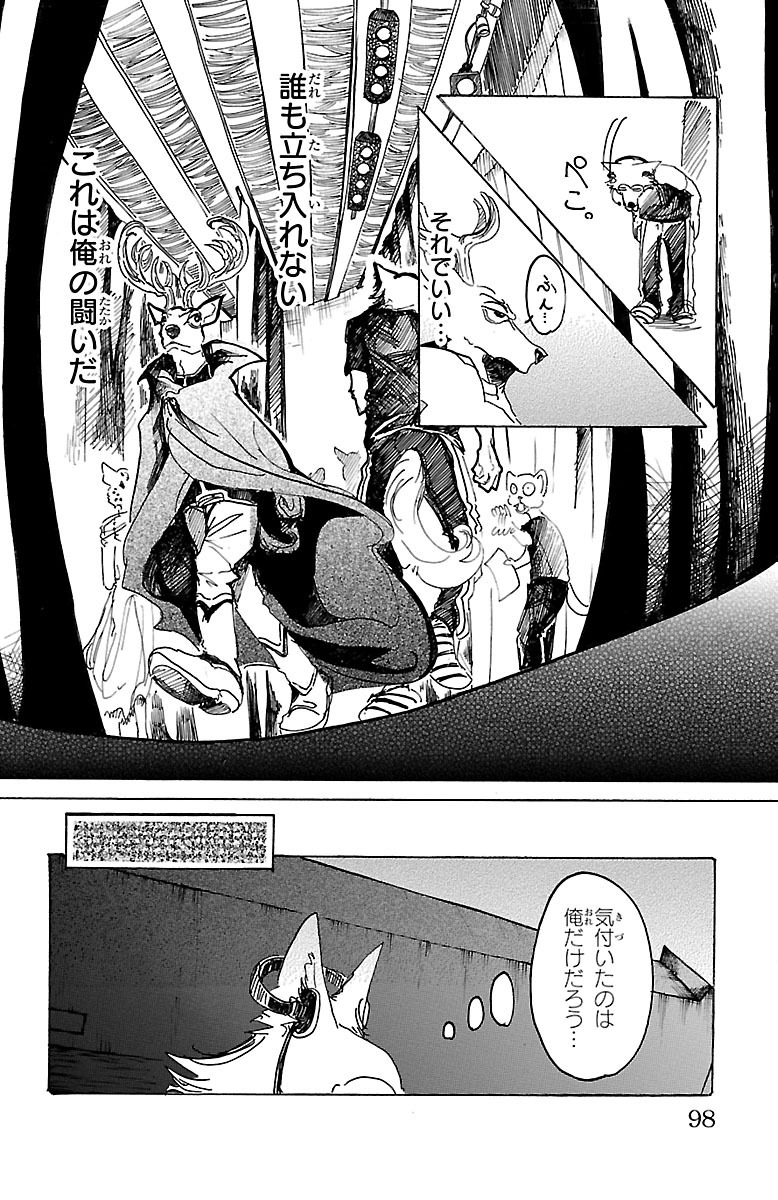 ぺこ。
ふん…
それでいい…
誰も立ち入れない
これは俺の闘いだ
気付いたのは
俺だけだろう…
98